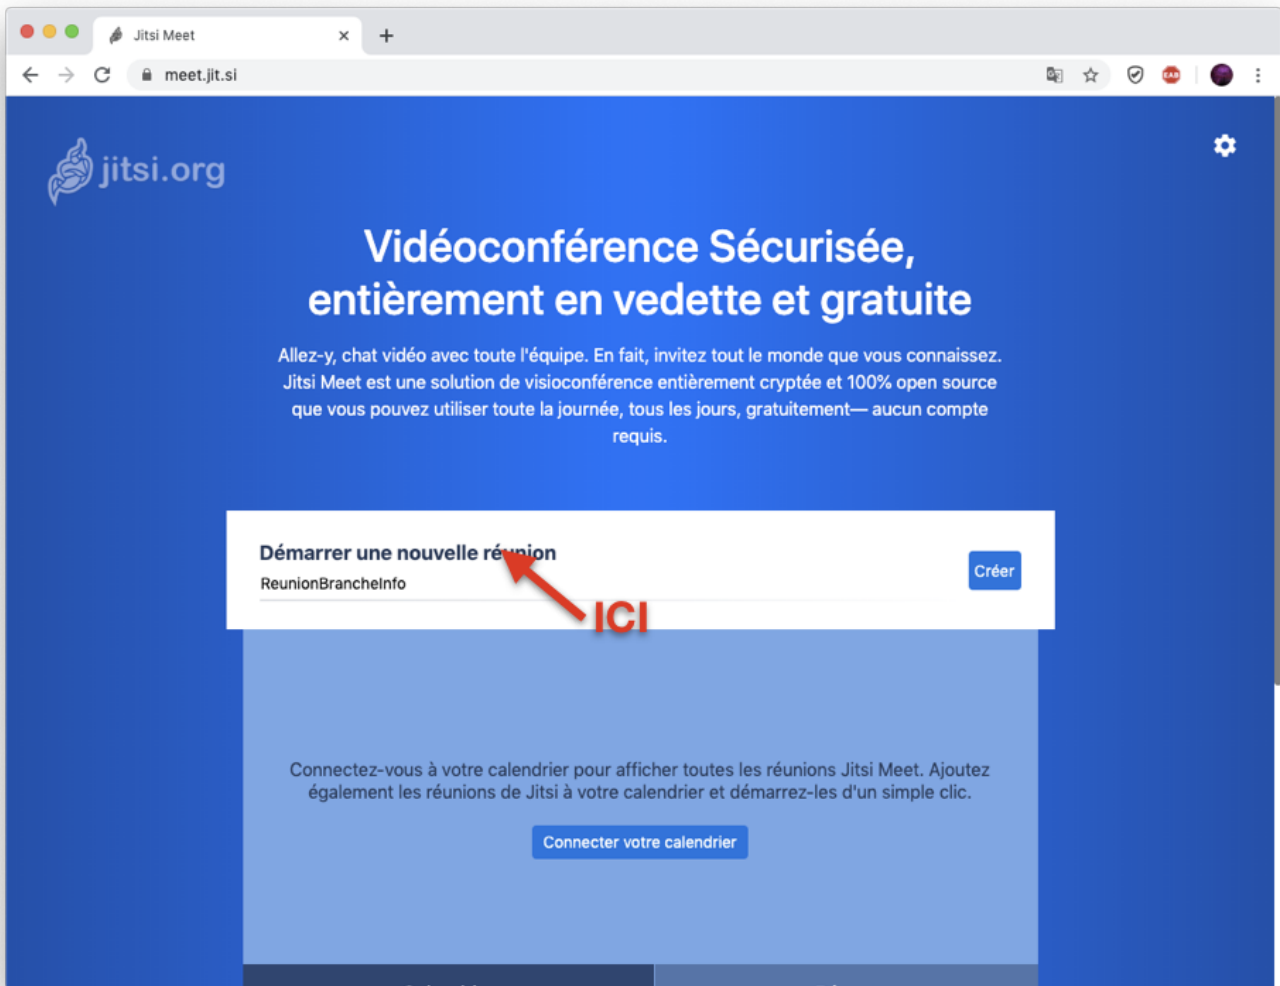 Jitsi Meet
meet.jit.si
jitsi.org
Vidéoconférence Sécurisée,
entièrement en vedette et gratuite
Allez-y, chat vidéo avec toute l'équipe. En fait, invitez tout le monde que vous connaissez.
Jitsi Meet est une solution de visioconférence entièrement cryptée et 100% open source
que vous pouvez utiliser toute la journée, tous les jours, gratuitement— aucun compte
requis.
Démarrer une nouvelle réunion
ReunionBrancheInfo
Créer
ICI
Connectez-vous à votre calendrier pour afficher toutes les réunions Jitsi Meet. Ajoutez
également les réunions de Jitsi à votre calendrier et démarrez-les d'un simple clic.
Connecter votre calendrier